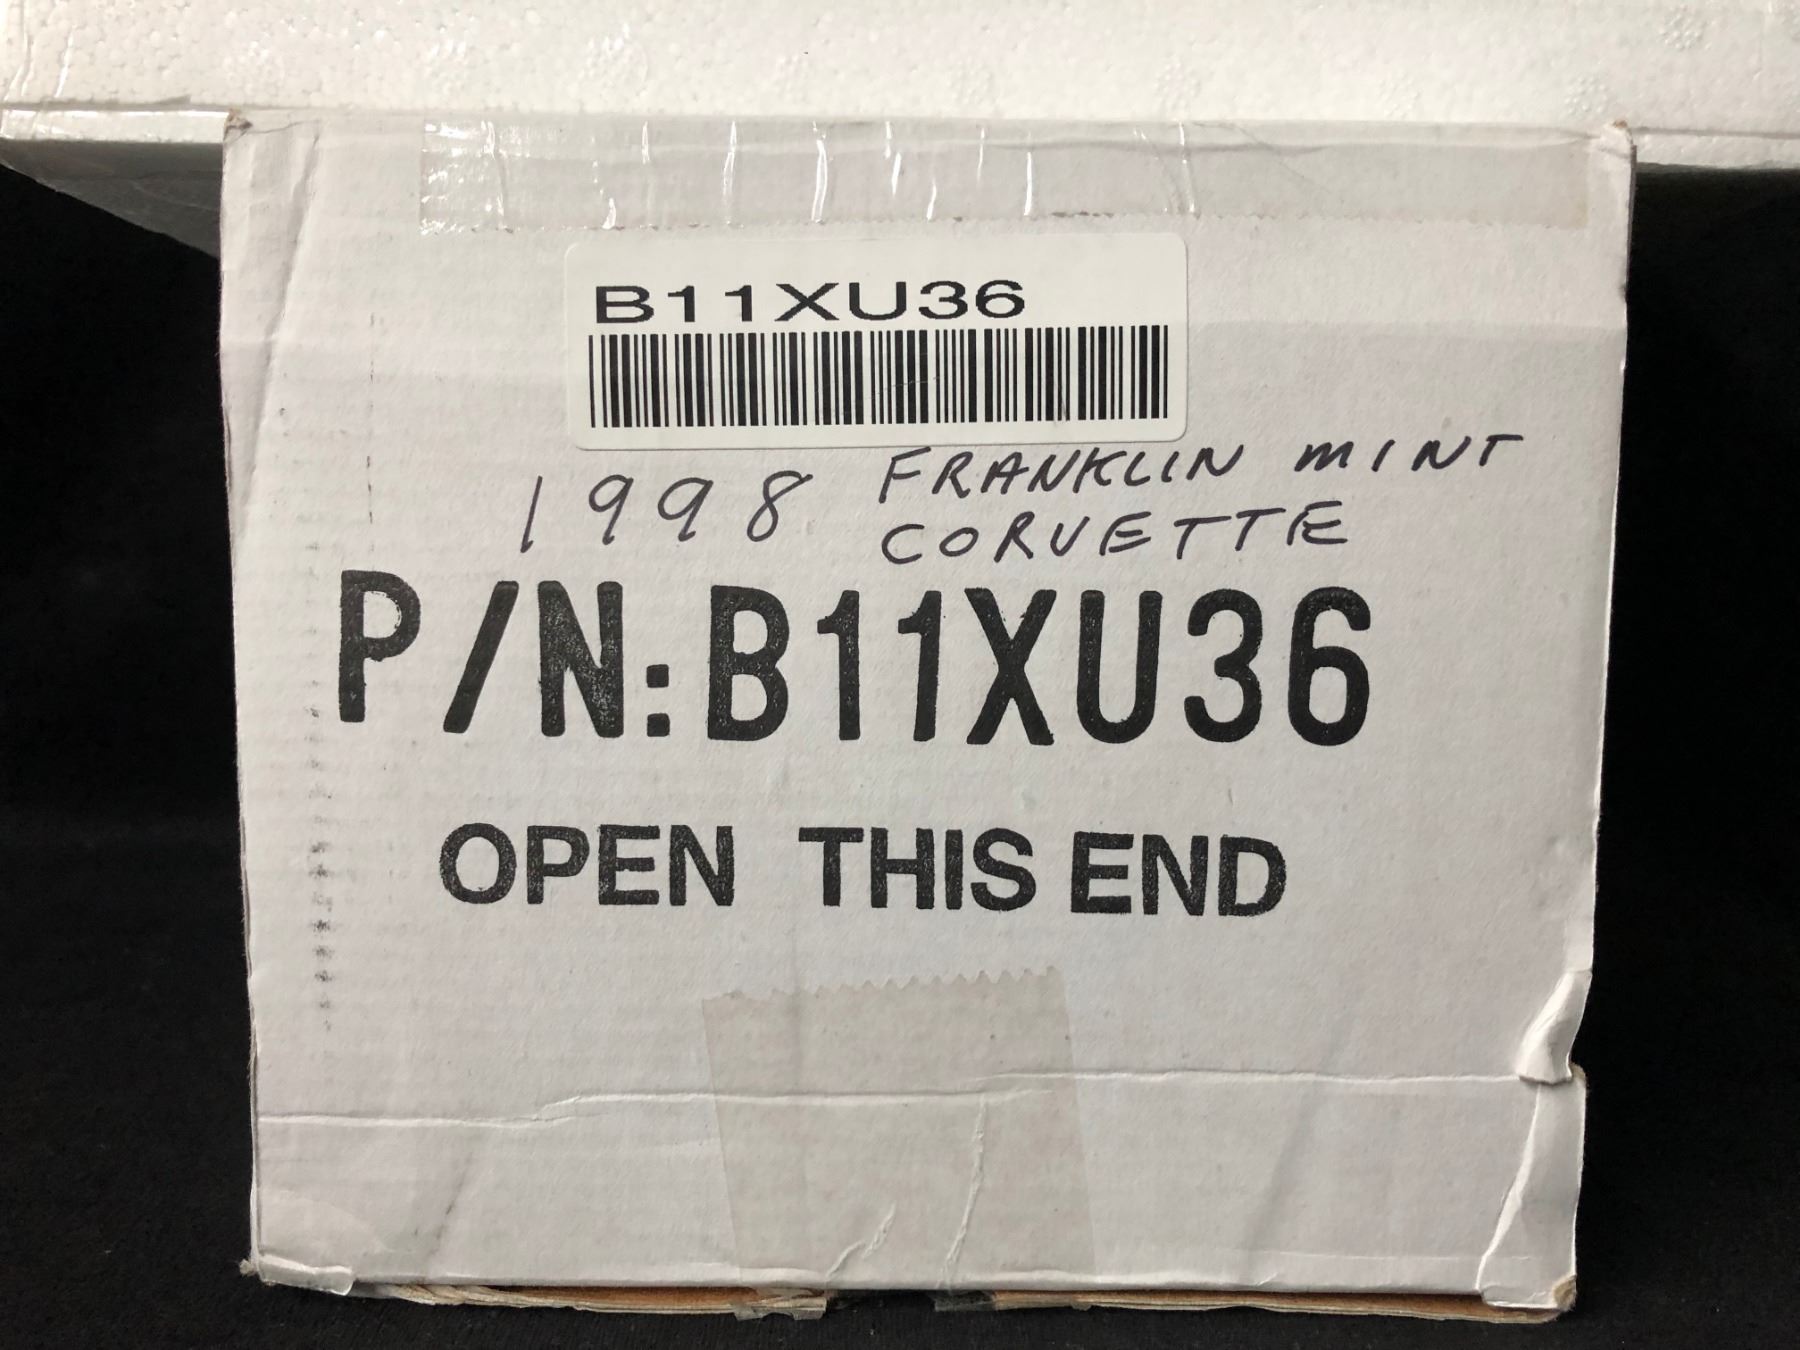 B11XU36
1998 FRANKLIN MINT
CORVETTE
P/N:B11XU36
OPEN THIS END